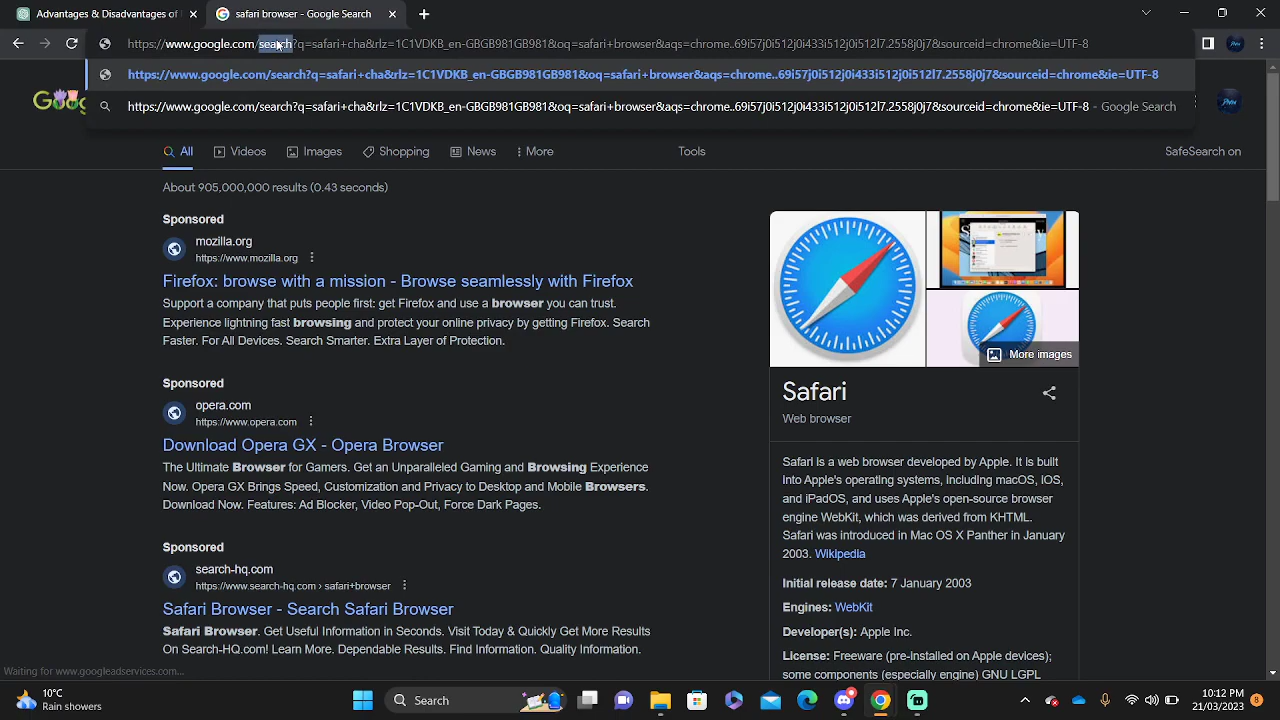 Advantages & Disadvantages of
safari browser - Google Search
https://www.google.com/search?q=safari+cha&rlz=1C1VDKB_en-GBGB981GB981&oq=safari+browser&aqs=chrome..69i57j0i512j0i433i512j0i512l7.2558j0j7&sourceid=chrome&ie=UTF-8
https://www.google.com/search?q=safari+cha&rlz=1C1VDKB_en-GBGB981GB981&oq=safari+browser&aqs=chrome..69i57j0i512j0i433i512j0i512l7.2558j0j7&sourceid=chrome&ie=UTF-8
https://www.google.com/search?q=safari+cha&rlz=1C1VDKB_en-GBGB981GB981&oq=safari+browser&aqs=chrome..69i57j0i512j0i433i512j0i512l7.2558j0j7&sourceid=chrome&ie=UTF-8 - Google Search
All Videos Images Shopping News More Tools SafeSearch on
About 905,000,000 results (0.43 seconds)
Sponsored
mozilla.org
https://www.mozilla.org
Firefox: browse with a mission - Browse seamlessly with Firefox
Support a company that puts people first: get Firefox and use a browser you can trust.
Experience lightning fast browsing and protect your online privacy by getting Firefox. Search
Faster. For All Devices. Search Smarter. Extra Layer of Protection.
Sponsored
opera.com
https://www.opera.com
Download Opera GX - Opera Browser
The Ultimate Browser for Gamers. Get an Unparalleled Gaming and Browsing Experience
Now. Opera GX Brings Speed, Customization and Privacy to Desktop and Mobile Browsers.
Download Now. Features: Ad Blocker, Video Pop-Out, Force Dark Pages.
Sponsored
search-hq.com
https://www.search-hq.com › safari+browser
Safari Browser - Search Safari Browser
Safari Browser. Get Useful Information in Seconds. Visit Today & Quickly Get More Results
On Search-HQ.com! Learn More. Dependable Results. Find Information. Quality Information.
More images
Safari
Web browser
Safari is a web browser developed by Apple. It is built
into Apple's operating systems, including macOS, iOS,
and iPadOS, and uses Apple's open-source browser
engine WebKit, which was derived from KHTML.
Safari was introduced in Mac OS X Panther in January
2003. Wikipedia
Initial release date: 7 January 2003
Engines: WebKit
Developer(s): Apple Inc.
License: Freeware (pre-installed on Apple devices);
some components (especially engine) GNU LGPL
Waiting for www.googleadservices.com...
10°C
Rain showers
Search
10:12 PM
21/03/2023
8